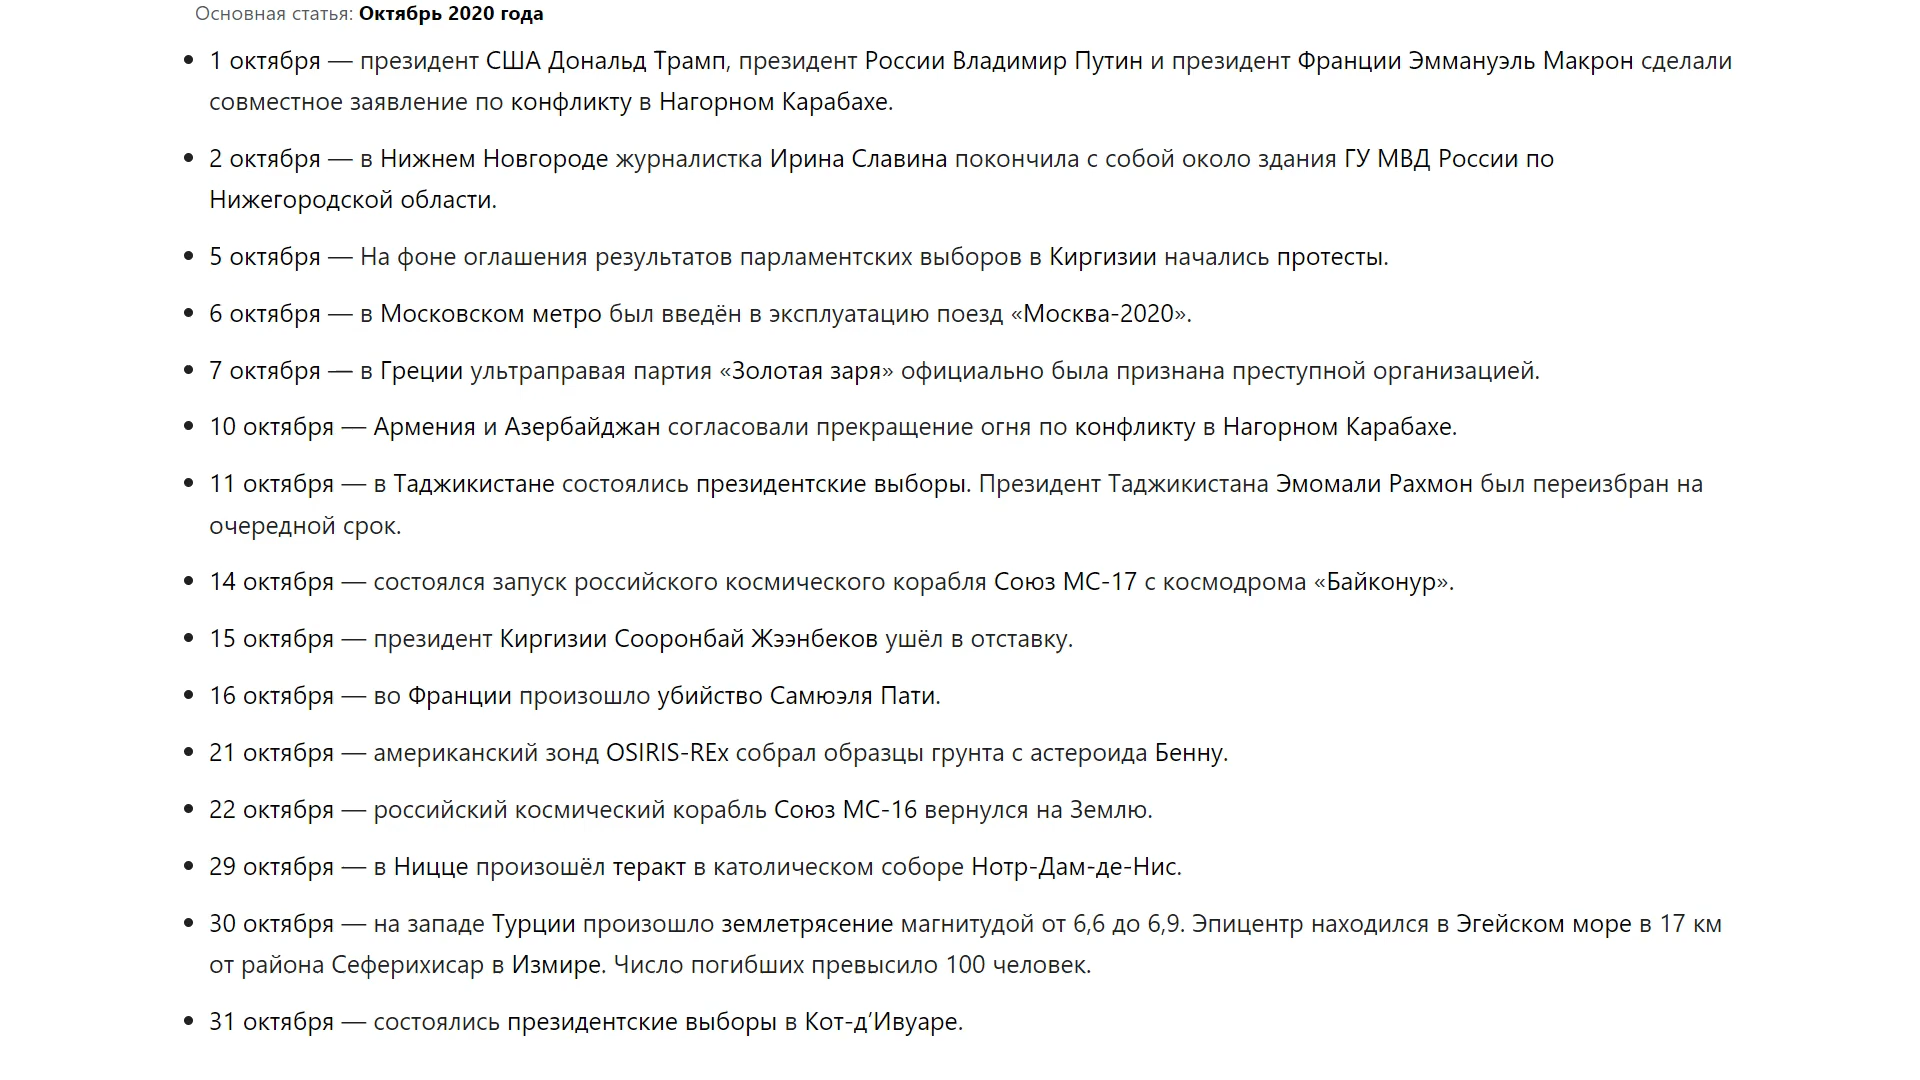 Основная статья: Октябрь 2020 года
• 1 октября — президент США Дональд Трамп, президент России Владимир Путин и президент Франции Эммануэль Макрон сделали
совместное заявление по конфликту в Нагорном Карабахе.
• 2 октября — в Нижнем Новгороде журналистка Ирина Славина покончила с собой около здания ГУ МВД России по
Нижегородской области.
• 5 октября — На фоне оглашения результатов парламентских выборов в Киргизии начались протесты.
• 6 октября — в Московском метро был введён в эксплуатацию поезд «Москва-2020».
• 7 октября — в Греции ультраправая партия «Золотая заря» официально была признана преступной организацией.
• 10 октября — Армения и Азербайджан согласовали прекращение огня по конфликту в Нагорном Карабахе.
• 11 октября — в Таджикистане состоялись президентские выборы. Президент Таджикистана Эмомали Рахмон был переизбран на
очередной срок.
• 14 октября — состоялся запуск российского космического корабля Союз МС-17 с космодрома «Байконур».
• 15 октября — президент Киргизии Сооронбай Жээнбеков ушёл в отставку.
• 16 октября — во Франции произошло убийство Самюэля Пати.
• 21 октября — американский зонд OSIRIS-REx собрал образцы грунта с астероида Бенну.
• 22 октября — российский космический корабль Союз МС-16 вернулся на Землю.
• 29 октября — в Ницце произошёл теракт в католическом соборе Нотр-Дам-де-Нис.
• 30 октября — на западе Турции произошло землетрясение магнитудой от 6,6 до 6,9. Эпицентр находился в Эгейском море в 17 км
от района Сеферихисар в Измире. Число погибших превысило 100 человек.
• 31 октября — состоялись президентские выборы в Кот-д’Ивуаре.